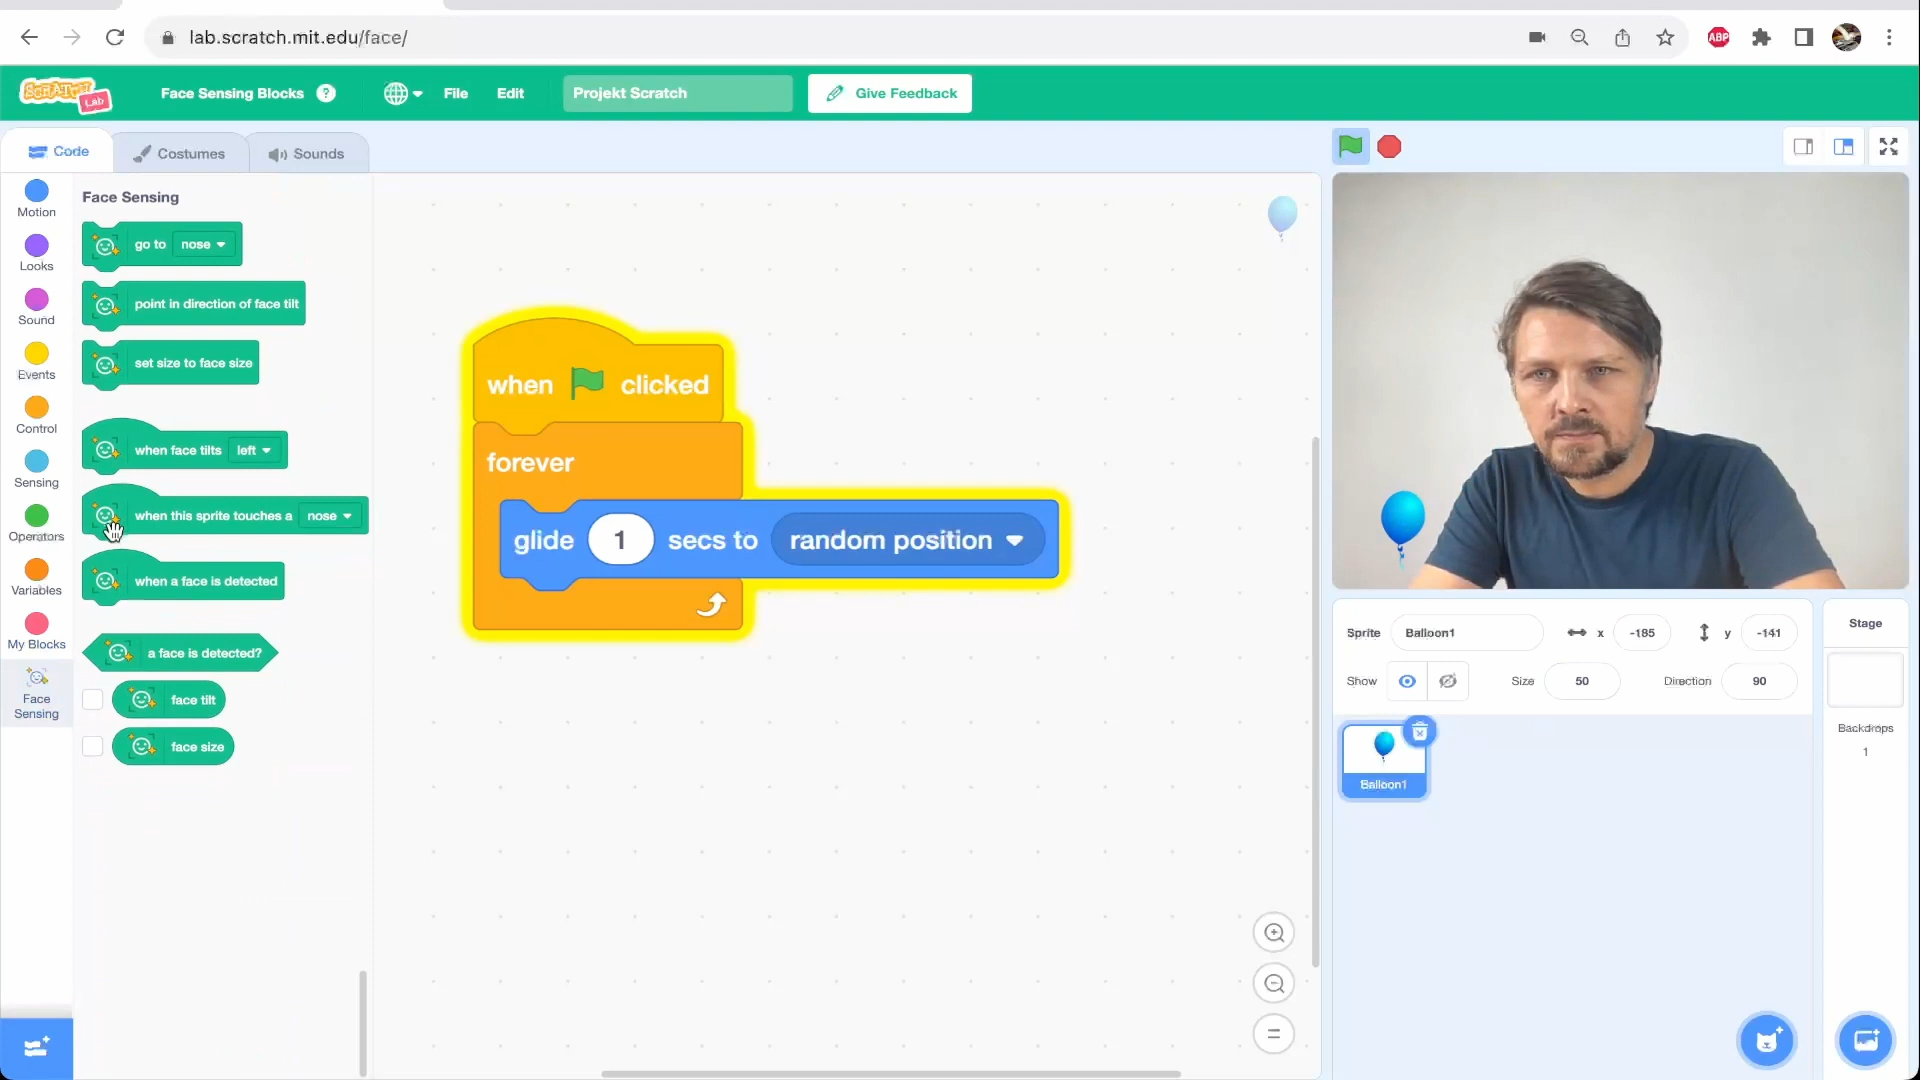 lab.scratch.mit.edu/face/
ABP
SCRATCH
Lab
Face Sensing Blocks ?
File
Edit
Projekt Scratch
Give Feedback
Code
Costumes
Sounds
Motion
Looks
Sound
Events
Control
Sensing
Operators
Variables
My Blocks
Face
Sensing
Face Sensing
go to nose
point in direction of face tilt
set size to face size
when face tilts left
when this sprite touches a nose
when a face is detected
a face is detected?
face tilt
face size
when clicked
forever
glide 1 secs to random position
Sprite Balloon1 x -185 y -141
Show Size 50 Direction 90
Balloon1
Stage
Backdrops
1